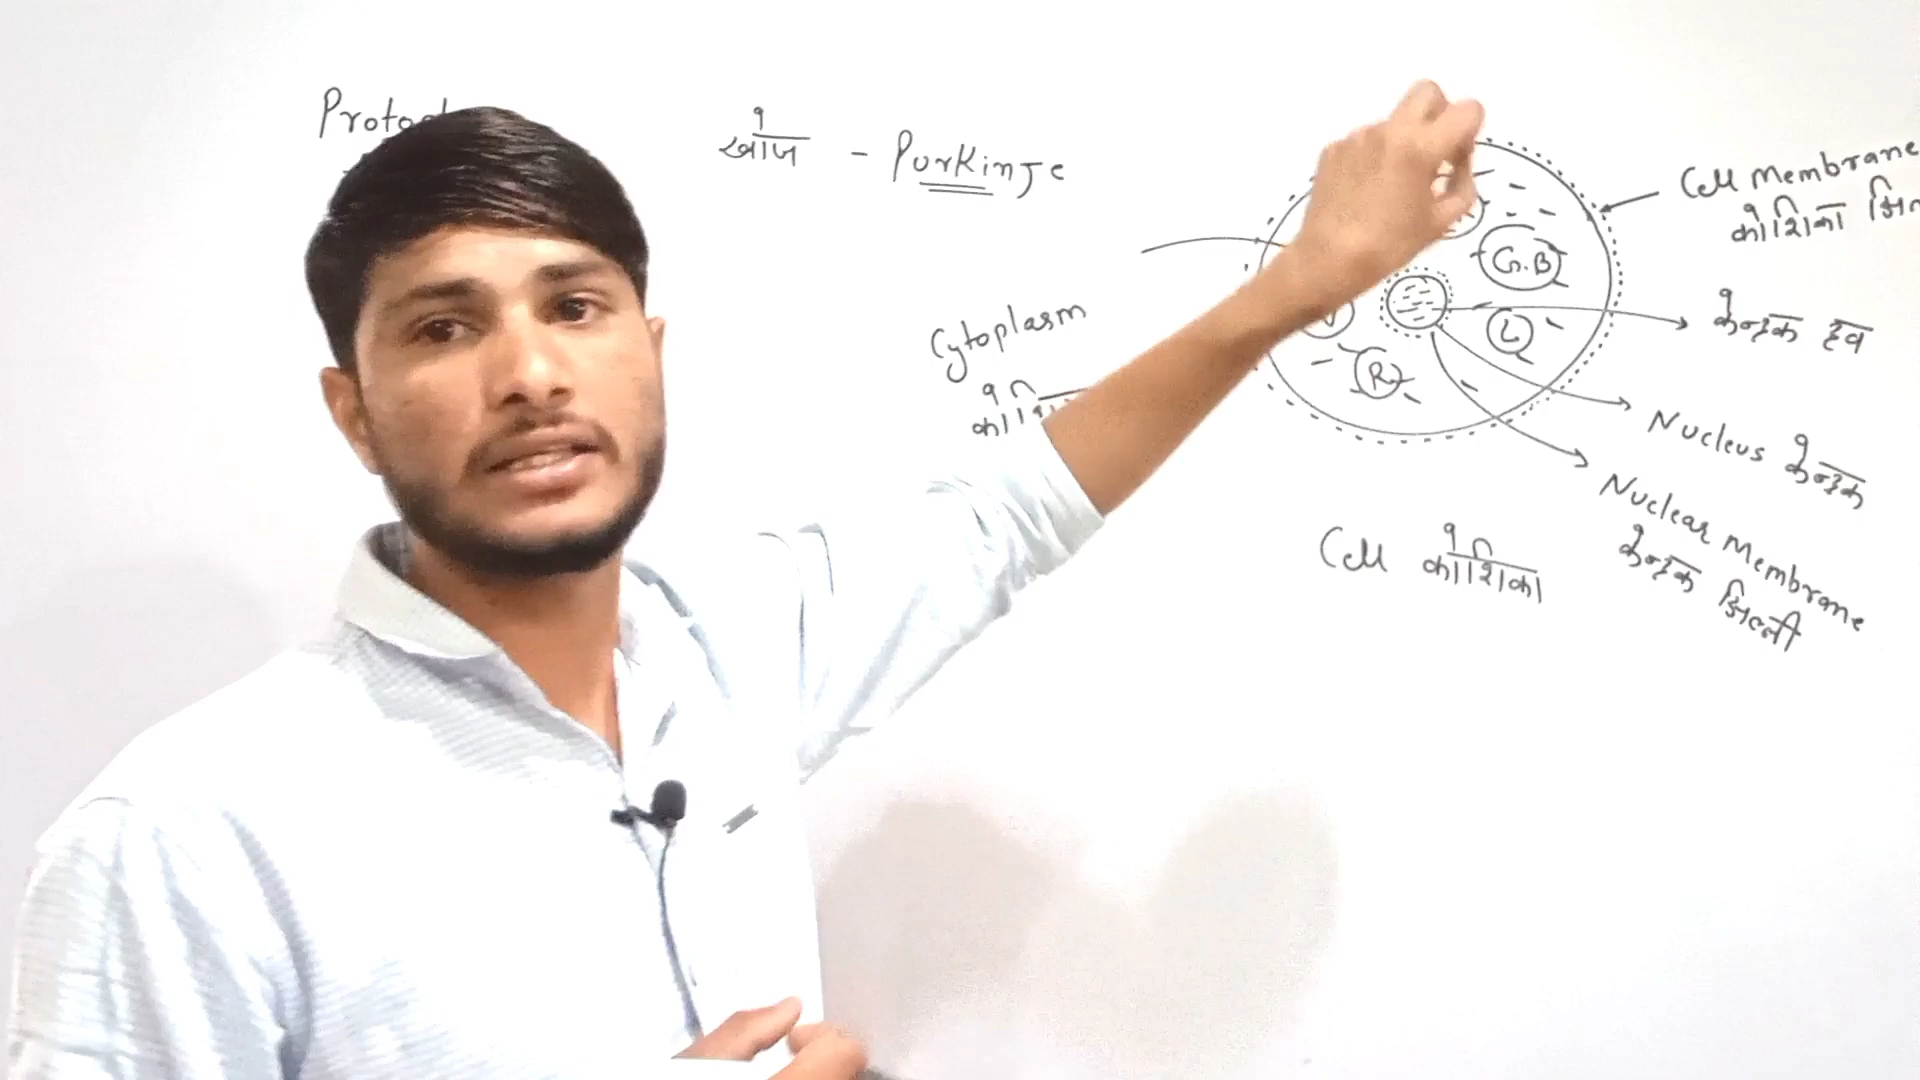 खोज - PurKinje
Cell Membrane
कोशिका
Cytoplasm
G.B
L
R
केन्द्रक द्रव
Nucleus केन्द्रक
Nuclear Membrane
केन्द्रक झिल्ली
Cell कोशिका